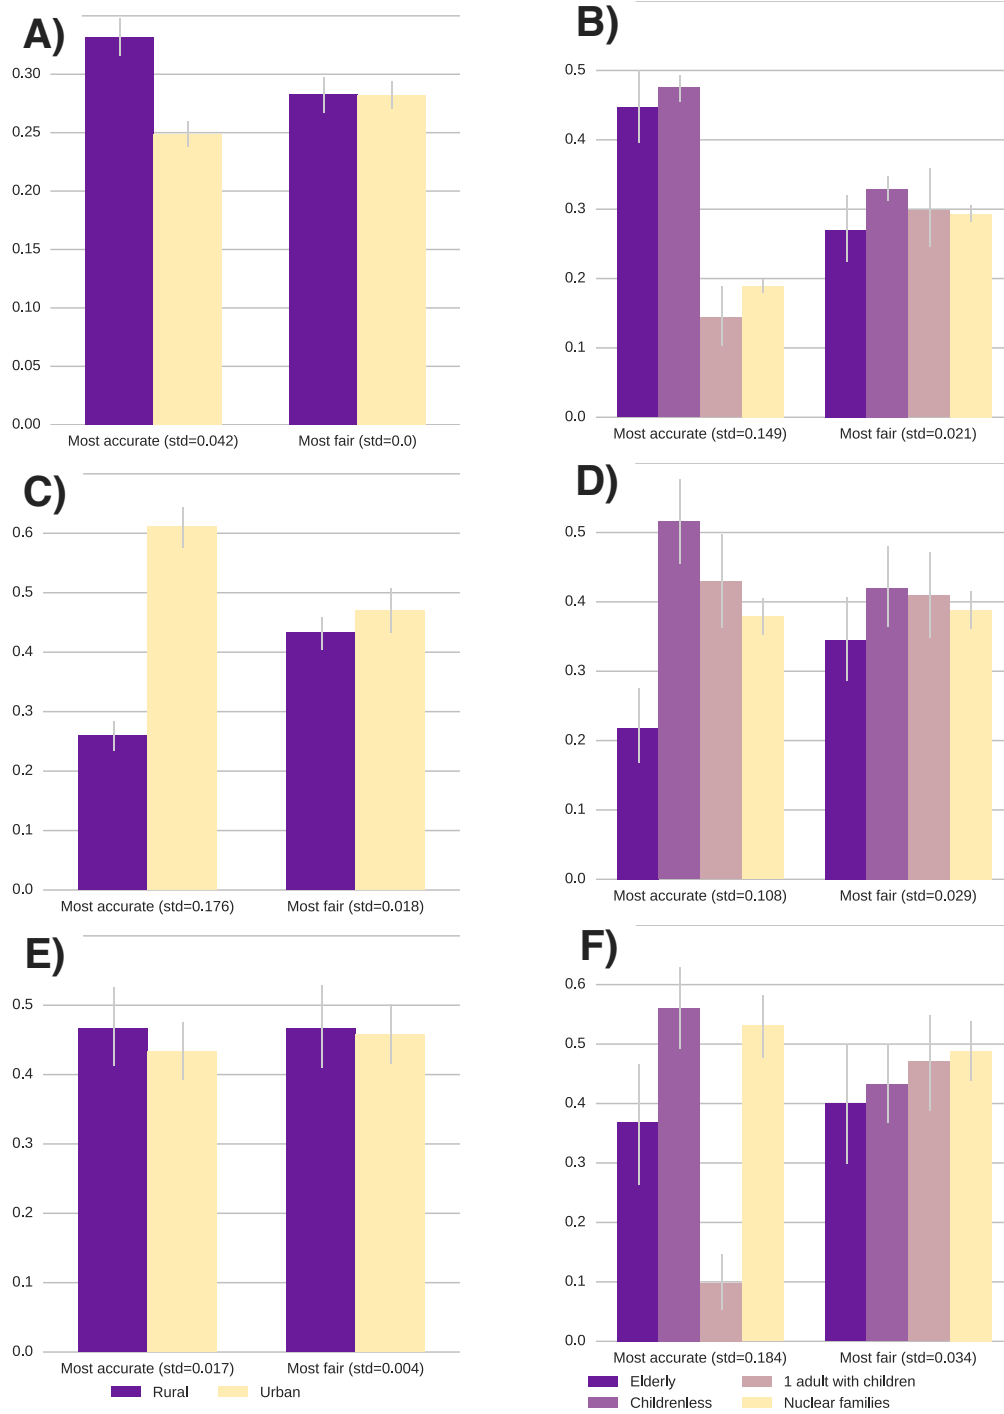 A)
0.30
0.25
0.20
0.15
0.10
0.05
0.00
Most accurate (std=0.042) Most fair (std=0.0)
B)
0.5
0.4
0.3
0.2
0.1
0.0
Most accurate (std=0.149) Most fair (std=0.021)
C)
0.6
0.5
0.4
0.3
0.2
0.1
0.0
Most accurate (std=0.176) Most fair (std=0.018)
D)
0.5
0.4
0.3
0.2
0.1
0.0
Most accurate (std=0.108) Most fair (std=0.029)
E)
0.5
0.4
0.3
0.2
0.1
0.0
Most accurate (std=0.017) Most fair (std=0.004)
Rural Urban
F)
0.6
0.5
0.4
0.3
0.2
0.1
0.0
Most accurate (std=0.184) Most fair (std=0.034)
Elderly 1 adult with children
Childrenless Nuclear families